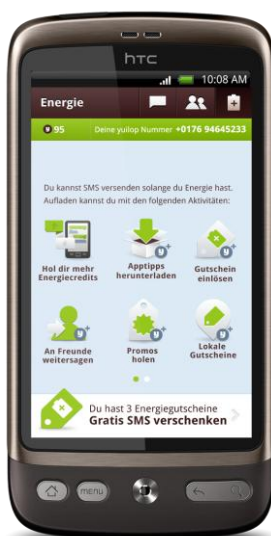 htc
10:08 AM
Energie
95 Deine yuilop Nummer +0176 94645233
Du kannst SMS versenden solange du Energie hast.
Aufladen kannst du mit den folgenden Aktivitäten:
Hol dir mehr
Energiecredits
Apptipps
herunterladen
Gutschein
einlösen
An Freunde
weitersagen
Promos
holen
Lokale
Gutscheine
Du hast 3 Energiegutscheine
Gratis SMS verschenken
menu